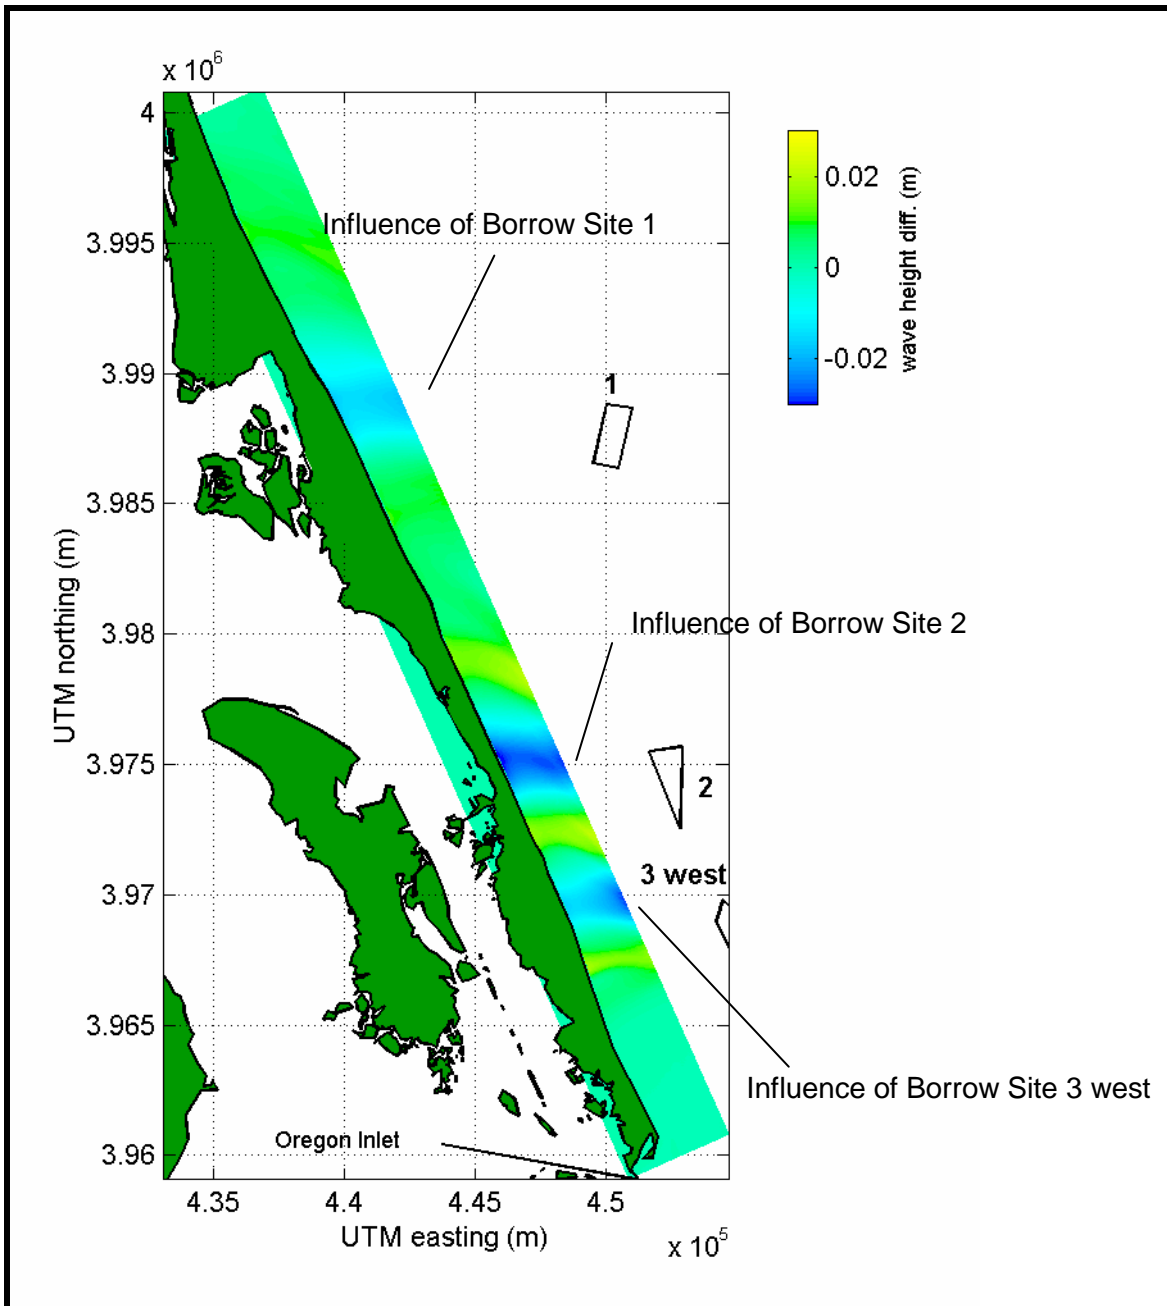 x 10^6
4
3.995
3.99
3.985
3.98
3.975
3.97
3.965
3.96
UTM northing (m)
4.35
4.4
4.45
4.5
UTM easting (m)
x 10^5
Influence of Borrow Site 1
1
Influence of Borrow Site 2
2
3 west
Influence of Borrow Site 3 west
Oregon Inlet
0.02
0
-0.02
wave height diff. (m)